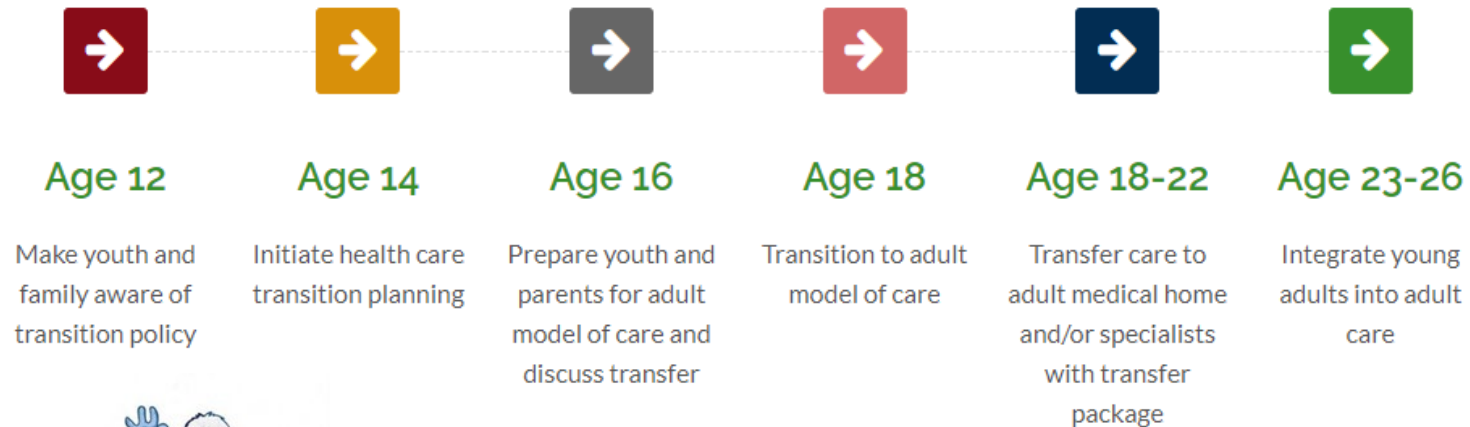 Age 12
Make youth and
family aware of
transition policy
Age 14
Initiate health care
transition planning
Age 16
Prepare youth and
parents for adult
model of care and
discuss transfer
Age 18
Transition to adult
model of care
Age 18-22
Transfer care to
adult medical home
and/or specialists
with transfer
package
Age 23-26
Integrate young
adults into adult
care